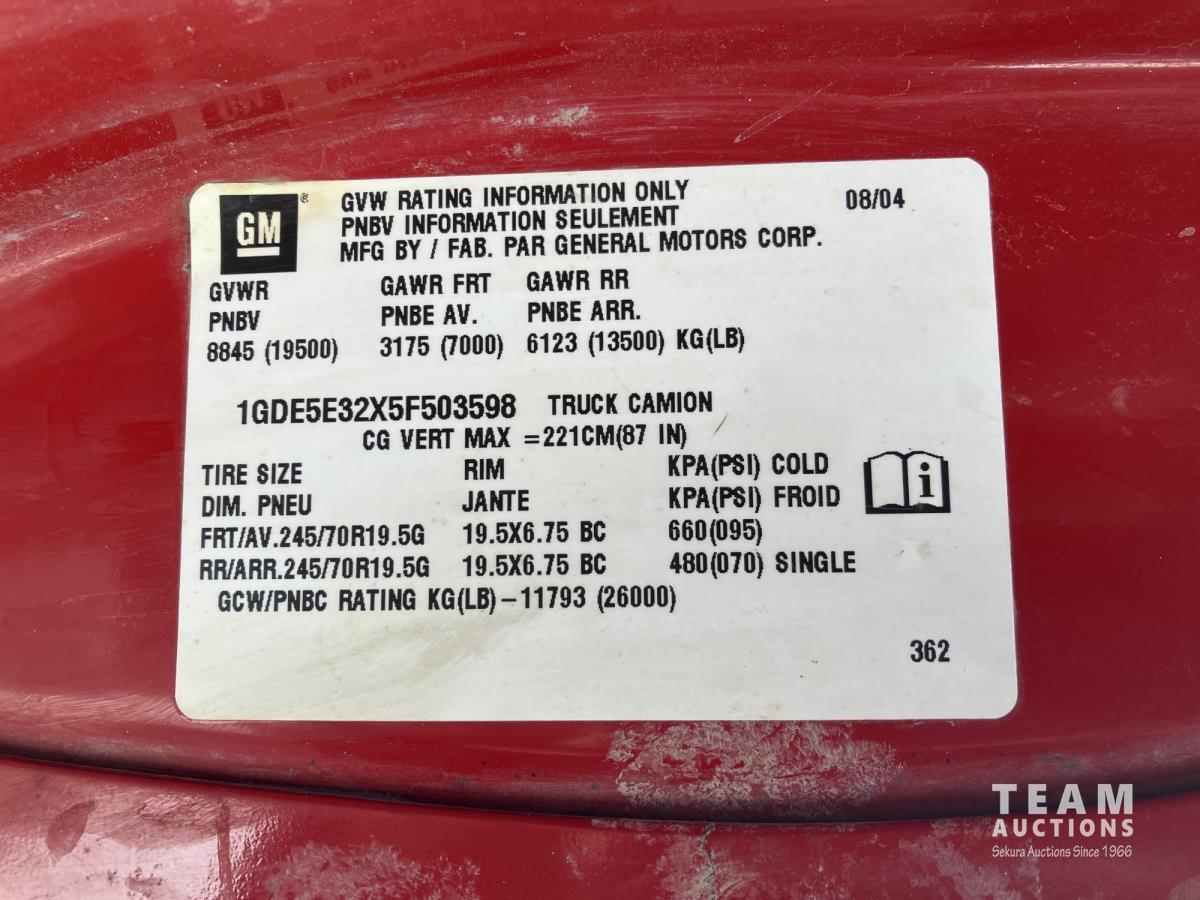 GM ®
GVW RATING INFORMATION ONLY
PNBV INFORMATION SEULEMENT
MFG BY / FAB. PAR GENERAL MOTORS CORP.
08/04
GVWR GAWR FRT GAWR RR
PNBV PNBE AV. PNBE ARR.
8845 (19500) 3175 (7000) 6123 (13500) KG(LB)
1GDE5E32X5F503598 TRUCK CAMION
CG VERT MAX =221CM(87 IN)
TIRE SIZE RIM KPA(PSI) COLD
DIM. PNEU JANTE KPA(PSI) FROID
FRT/AV.245/70R19.5G 19.5X6.75 BC 660(095)
RR/ARR.245/70R19.5G 19.5X6.75 BC 480(070) SINGLE
GCW/PNBC RATING KG(LB)-11793 (26000)
362
TEAM
AUCTIONS
Sekura Auctions Since 1966